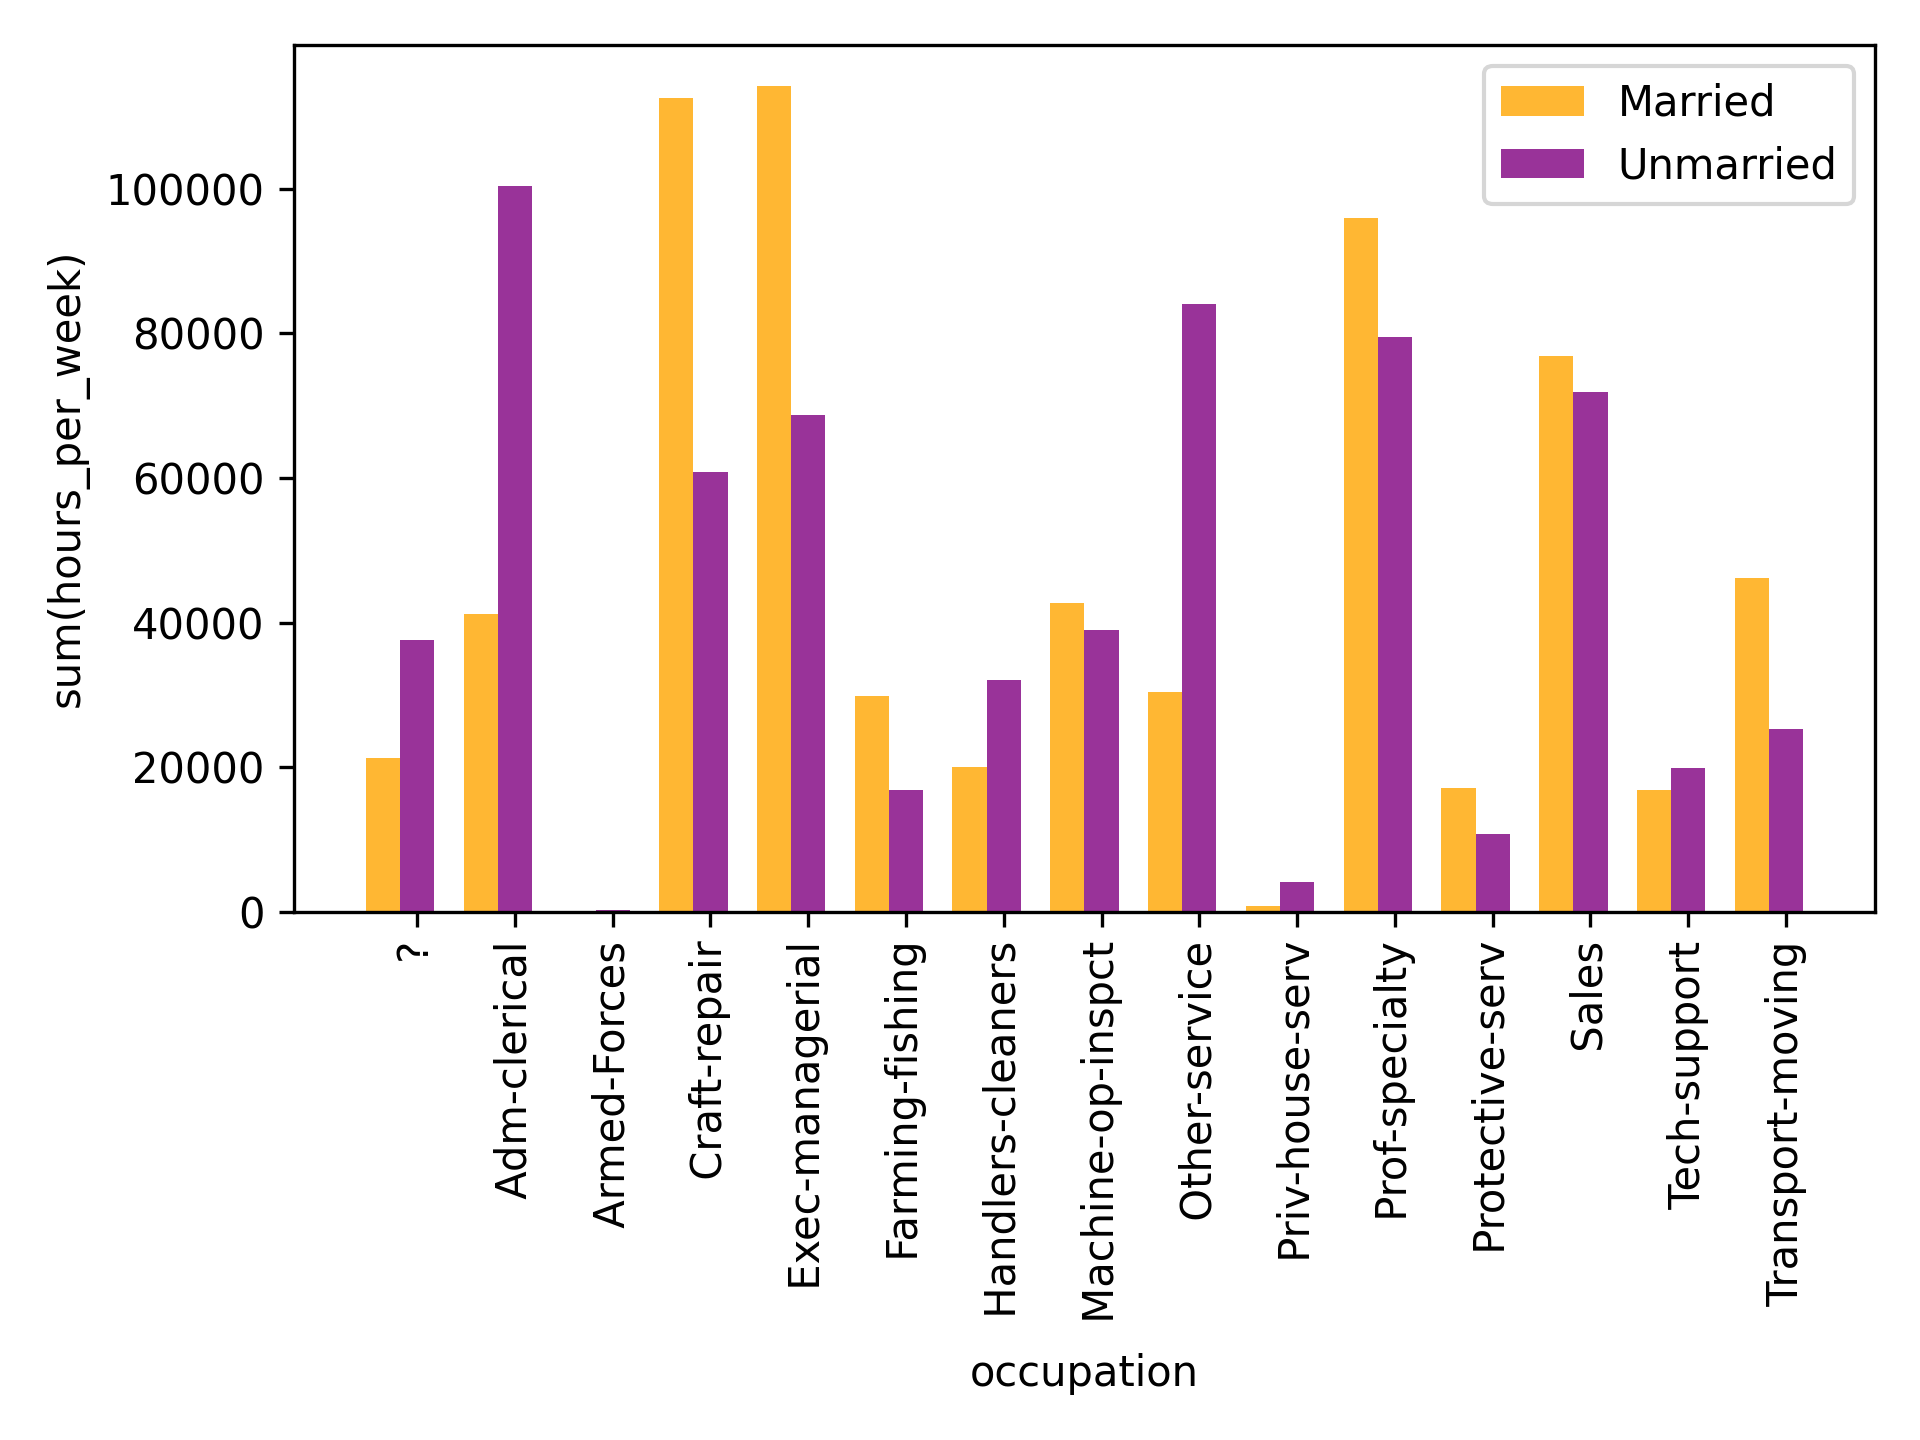 Married
Unmarried
sum(hours_per_week)
100000
80000
60000
40000
20000
0
?
Adm-clerical
Armed-Forces
Craft-repair
Exec-managerial
Farming-fishing
Handlers-cleaners
Machine-op-inspct
Other-service
Priv-house-serv
Prof-specialty
Protective-serv
Sales
Tech-support
Transport-moving
occupation